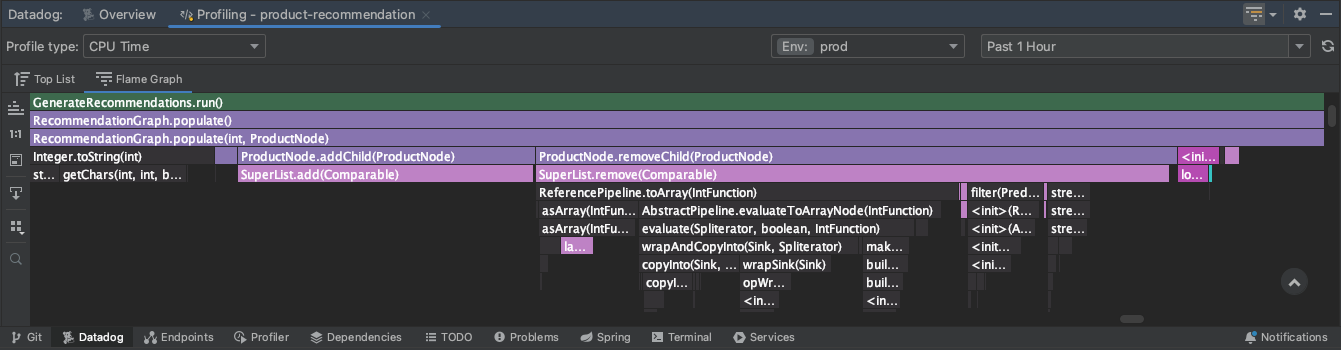 Datadog: Overview Profiling - product-recommendation
Profile type: CPU Time Env: prod Past 1 Hour
Top List Flame Graph
GenerateRecommendations.run()
RecommendationGraph.populate()
1:1 RecommendationGraph.populate(int, ProductNode)
Integer.toString(int) ProductNode.addChild(ProductNode) ProductNode.removeChild(ProductNode) <ini...
st... getChars(int, int, b... SuperList.add(Comparable) SuperList.remove(Comparable) lo...
ReferencePipeline.toArray(IntFunction) filter(Pred... stre...
asArray(IntFun... AbstractPipeline.evaluateToArrayNode(IntFunction) <init>(R... stre...
asArray(IntFu... evaluate(Spliterator, boolean, IntFunction) <init>(A... stre...
la... wrapAndCopyInto(Sink, Spliterator) mak... <init...
copyInto(Sink, ... wrapSink(Sink) buil... <ini...
copyI... opWr... buil...
<in... <in...
Git Datadog Endpoints Profiler Dependencies TODO Problems Spring Terminal Services Notifications